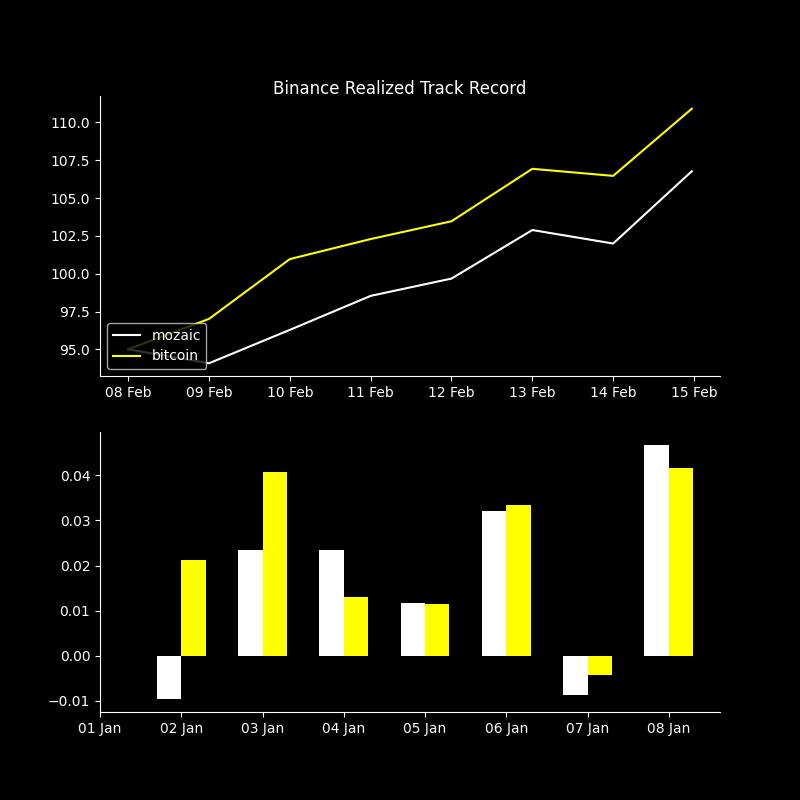 Binance Realized Track Record
110.0
107.5
105.0
102.5
100.0
97.5
95.0
mozaic
bitcoin
08 Feb 09 Feb 10 Feb 11 Feb 12 Feb 13 Feb 14 Feb 15 Feb
0.04
0.03
0.02
0.01
0.00
−0.01
01 Jan 02 Jan 03 Jan 04 Jan 05 Jan 06 Jan 07 Jan 08 Jan